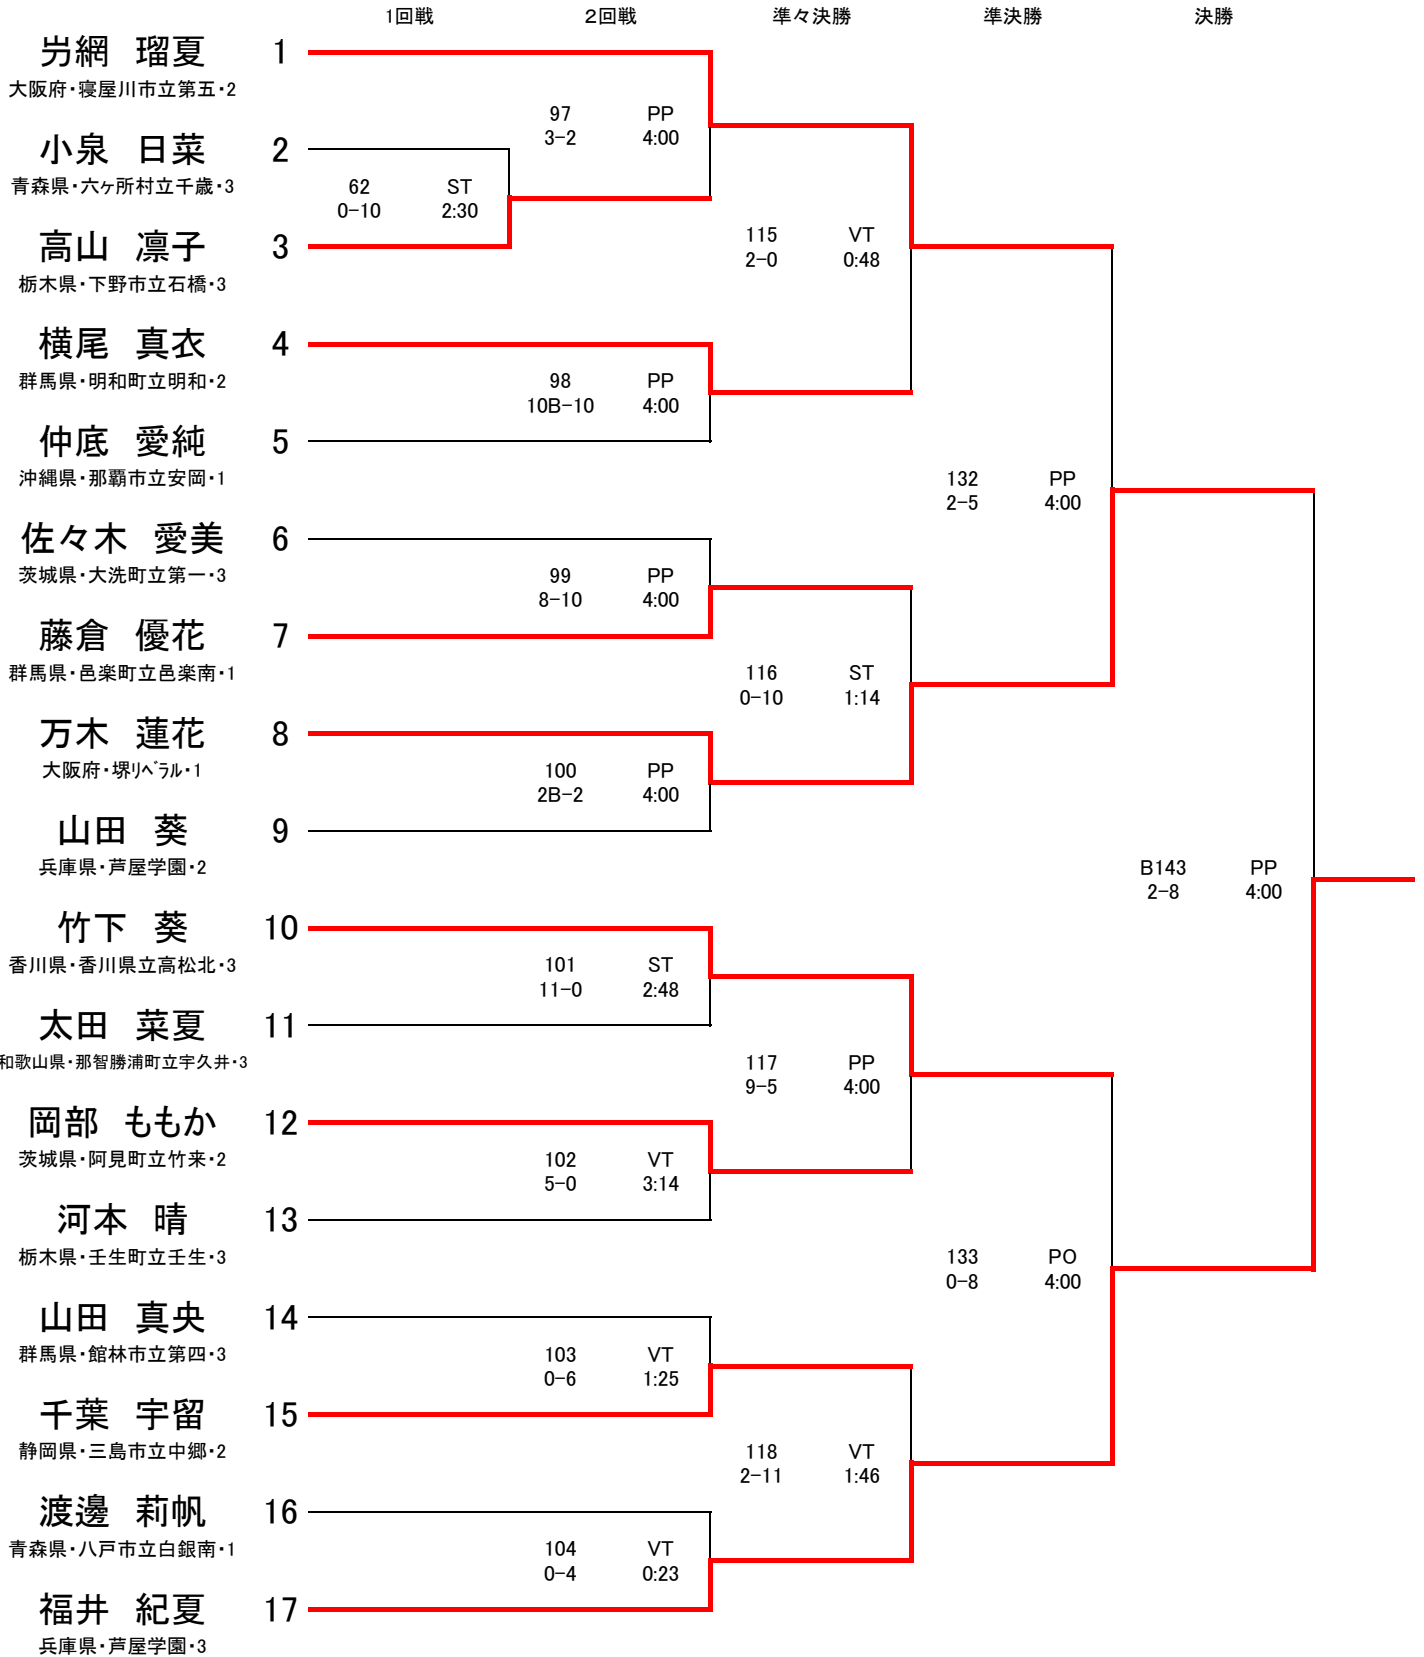 1回戦 2回戦 準々決勝 準決勝 決勝
屶網 瑠夏 1
大阪府・寝屋川市立第五・2
97 PP
3-2 4:00
小泉 日菜 2
青森県・六ヶ所村立千歳・3
62 ST
0-10 2:30
高山 凛子 3
栃木県・下野市立石橋・3
115 VT
2-0 0:48
横尾 真衣 4
群馬県・明和町立明和・2
98 PP
10B-10 4:00
仲底 愛純 5
沖縄県・那覇市立安岡・1
132 PP
2-5 4:00
佐々木 愛美 6
茨城県・大洗町立第一・3
99 PP
8-10 4:00
藤倉 優花 7
群馬県・邑楽町立邑楽南・1
116 ST
0-10 1:14
万木 蓮花 8
大阪府・堺リベラル・1
100 PP
2B-2 4:00
山田 葵 9
兵庫県・芦屋学園・2
B143 PP
2-8 4:00
竹下 葵 10
香川県・香川県立高松北・3
101 ST
11-0 2:48
太田 菜夏 11
和歌山県・那智勝浦町立宇久井・3
117 PP
9-5 4:00
岡部 ももか 12
茨城県・阿見町立竹来・2
102 VT
5-0 3:14
河本 晴 13
栃木県・壬生町立壬生・3
133 PO
0-8 4:00
山田 真央 14
群馬県・館林市立第四・3
103 VT
0-6 1:25
千葉 宇留 15
静岡県・三島市立中郷・2
118 VT
2-11 1:46
渡邊 莉帆 16
青森県・八戸市立白銀南・1
104 VT
0-4 0:23
福井 紀夏 17
兵庫県・芦屋学園・3